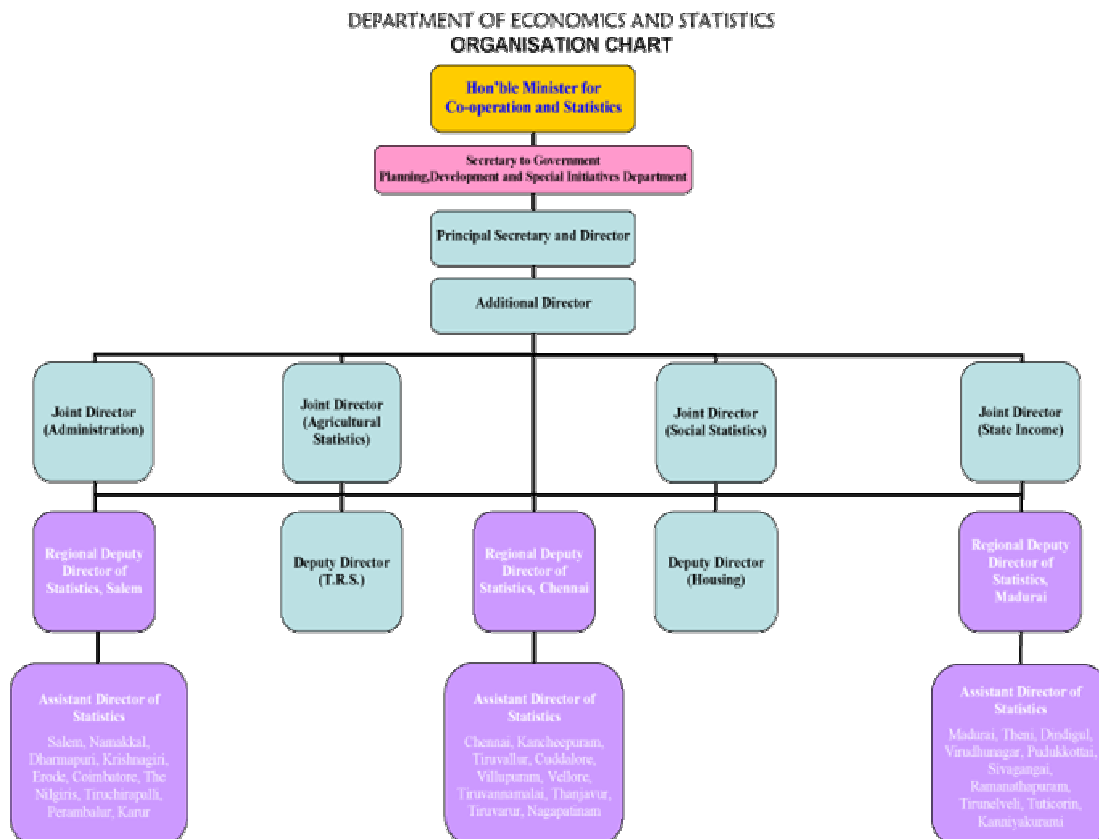 DEPARTMENT OF ECONOMICS AND STATISTICS
ORGANISATION CHART
Hon'ble Minister for
Co-operation and Statistics
Secretary to Government
Planning,Development and Special Initiatives Department
Principal Secretary and Director
Additional Director
Joint Director
(Administration)
Joint Director
(Agricultural
Statistics)
Joint Director
(Social Statistics)
Joint Director
(State Income)
Regional Deputy
Director of
Statistics, Salem
Deputy Director
(T.R.S.)
Regional Deputy
Director of
Statistics, Chennai
Deputy Director
(Housing)
Regional Deputy
Director of
Statistics,
Madurai
Assistant Director of
Statistics
Salem, Namakkal,
Dharmapuri, Krishnagiri,
Erode, Coimbatore, The
Nilgiris, Tiruchirapalli,
Perambalur, Karur
Assistant Director of
Statistics
Chennai, Kancheepuram,
Tiruvallur, Cuddalore,
Villupuram, Vellore,
Tiruvannamalai, Thanjavur,
Tiruvarur, Nagapatinam
Assistant Director of
Statistics
Madurai, Theni, Dindigul,
Virudhunagar, Pudukkottai,
Sivagangai,
Ramanathapuram,
Tirunelveli, Tuticorin,
Kanniyakumari